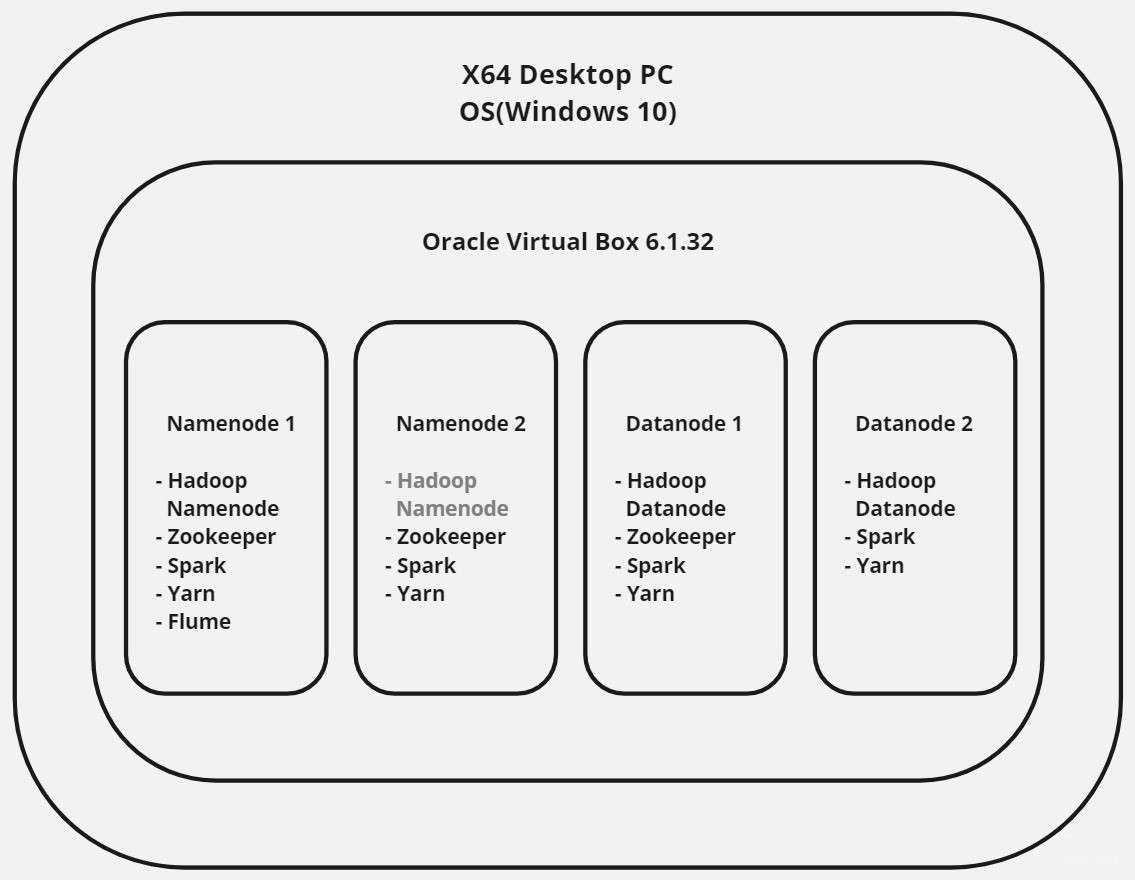 X64 Desktop PC
OS(Windows 10)
Oracle Virtual Box 6.1.32
Namenode 1
- Hadoop
Namenode
- Zookeeper
- Spark
- Yarn
- Flume
Namenode 2
- Hadoop
Namenode
- Zookeeper
- Spark
- Yarn
Datanode 1
- Hadoop
Datanode
- Zookeeper
- Spark
- Yarn
Datanode 2
- Hadoop
Datanode
- Spark
- Yarn